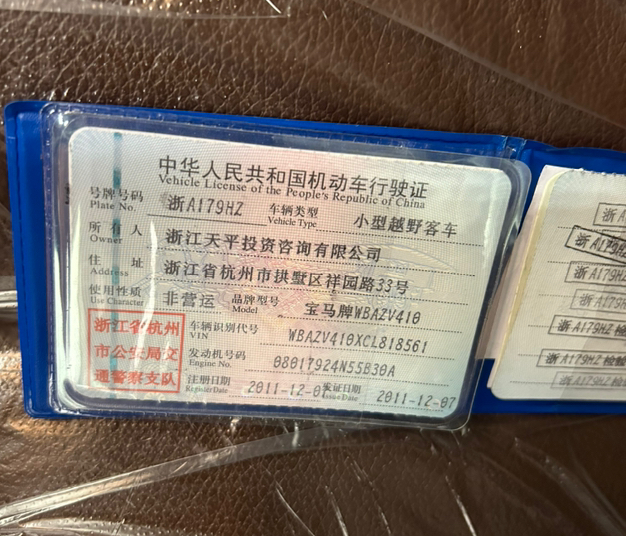 中华人民共和国机动车行驶证
Vehicle License of the People's Republic of China
号牌号码 浙A179HZ 车辆类型 小型越野客车
Plate No. Vehicle Type
所有人 浙江天平投资咨询有限公司
Owner
住址 浙江省杭州市拱墅区祥园路33号
Address
使用性质 非营运 品牌型号 宝马牌WBAZV410
Use Character Model
浙江省杭州
市公安局交
通警察支队
车辆识别代号 WBAZV410XCL818561
VIN
发动机号码 08017924N55B30A
Engine No.
注册日期 2011-12-07 发证日期 2011-12-07
Register Date Issue Date
浙A
浙A179HZ
浙A179HZ
浙A179HZ
浙A179HZ 检
浙A179HZ 检
浙A179HZ 检